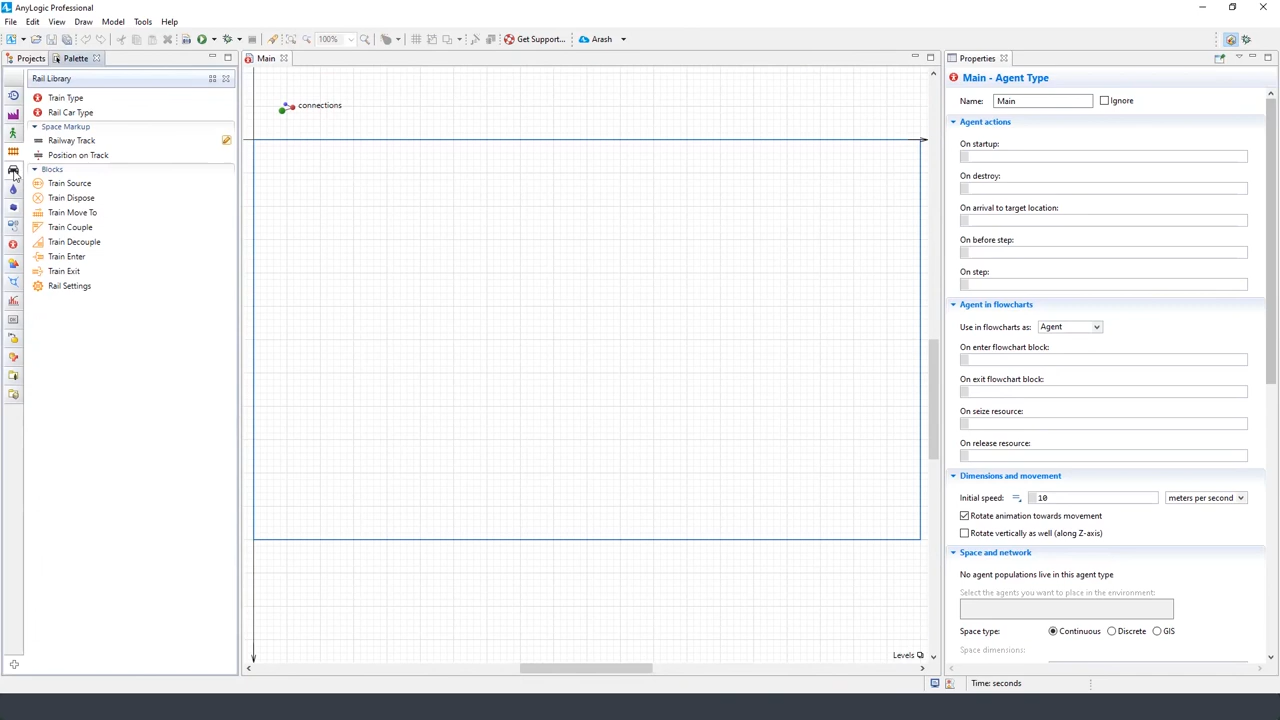 AnyLogic Professional
File Edit View Draw Model Tools Help
100% Get Support... Arash
Projects Palette
Main
Properties
Rail Library
Train Type
Rail Car Type
Space Markup
Railway Track
Position on Track
Blocks
Train Source
Train Dispose
Train Move To
Train Couple
Train Decouple
Train Enter
Train Exit
Rail Settings
connections
Levels
Main - Agent Type
Name: Main Ignore
Agent actions
On startup:
On destroy:
On arrival to target location:
On before step:
On step:
Agent in flowcharts
Use in flowcharts as: Agent
On enter flowchart block:
On exit flowchart block:
On seize resource:
On release resource:
Dimensions and movement
Initial speed: 10 meters per second
Rotate animation towards movement
Rotate vertically as well (along Z-axis)
Space and network
No agent populations live in this agent type
Select the agents you want to place in the environment:
Space type: Continuous Discrete GIS
Space dimensions:
Time: seconds